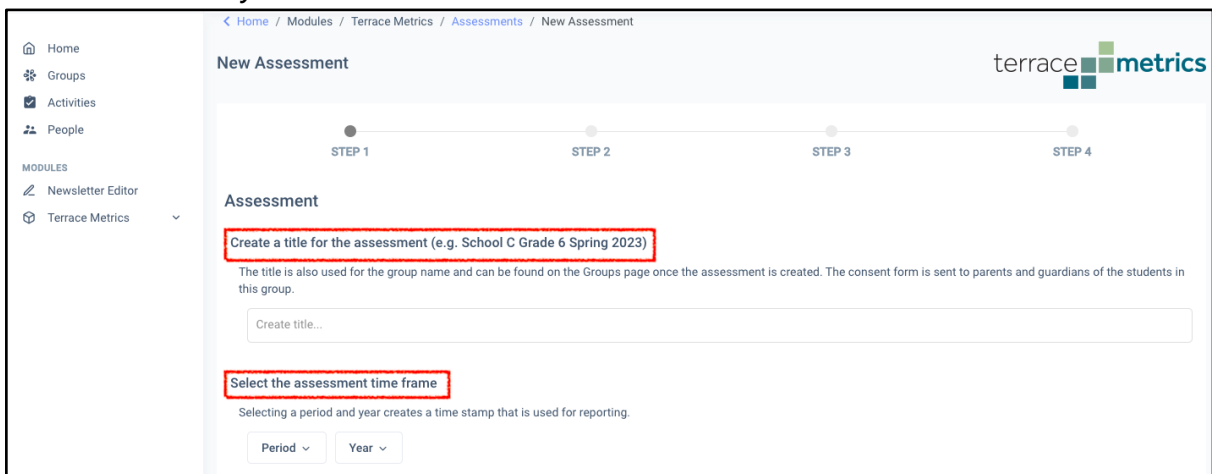 Home / Modules / Terrace Metrics / Assessments / New Assessment
Home
Groups
Activities
People
MODULES
Newsletter Editor
Terrace Metrics
New Assessment
terrace metrics
STEP 1
STEP 2
STEP 3
STEP 4
Assessment
Create a title for the assessment (e.g. School C Grade 6 Spring 2023)
The title is also used for the group name and can be found on the Groups page once the assessment is created. The consent form is sent to parents and guardians of the students in
this group.
Create title...
Select the assessment time frame
Selecting a period and year creates a time stamp that is used for reporting.
Period
Year